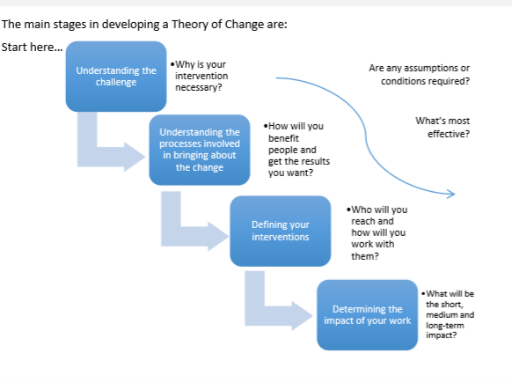 The main stages in developing a Theory of Change are:
Start here...
Understanding the
challenge
•Why is your
intervention
necessary?
Are any assumptions or
conditions required?
What's most
effective?
Understanding the
processes involved
in bringing about
the change
•How will you
benefit
people and
get the results
you want?
Defining your
interventions
•Who will you
reach and
how will you
work with
them?
Determining the
impact of your work
•What will be
the short,
medium and
long-term
impact?